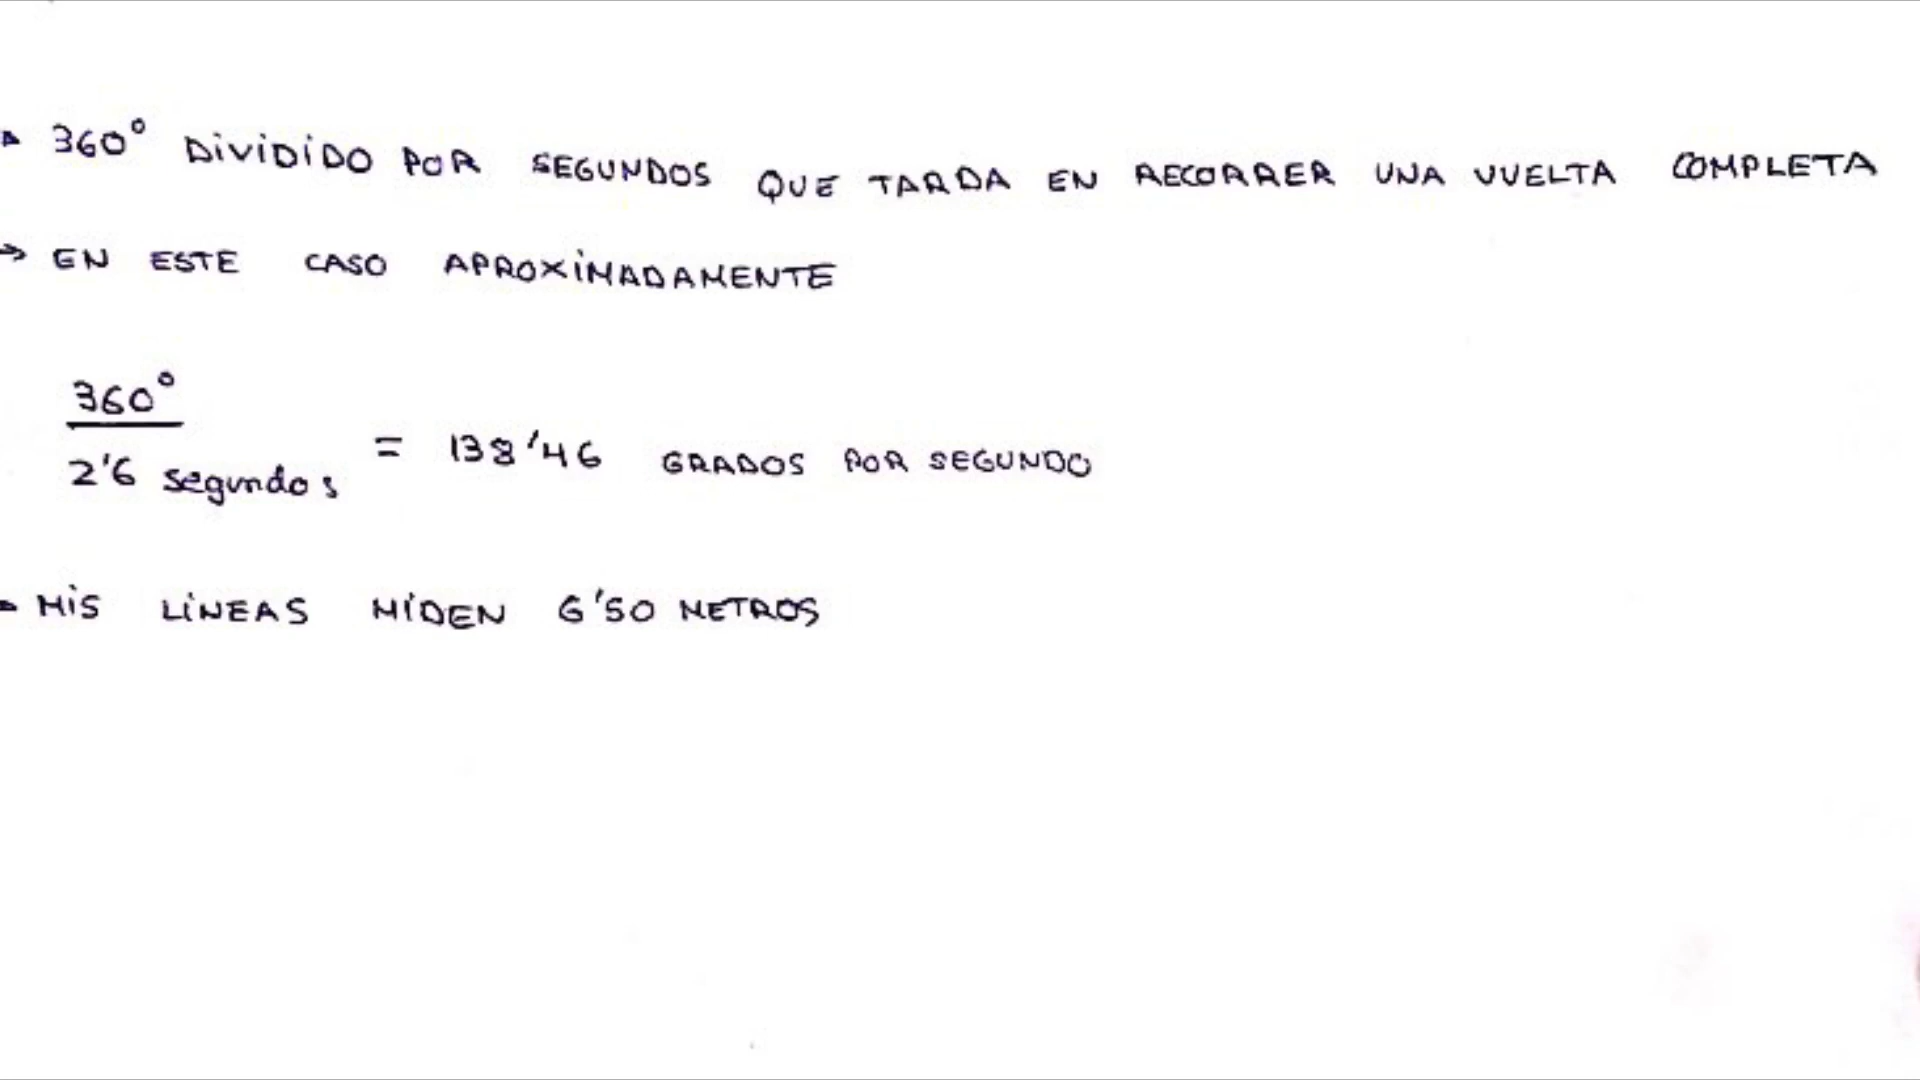 360° DIVIDIDO POR SEGUNDOS QUE TARDA EN RECORRER UNA VUELTA COMPLETA
→ EN ESTE CASO APROXIMADAMENTE
360°
2'6 segundos = 138'46 GRADOS POR SEGUNDO
MIS LÍNEAS MIDEN 6'50 METROS